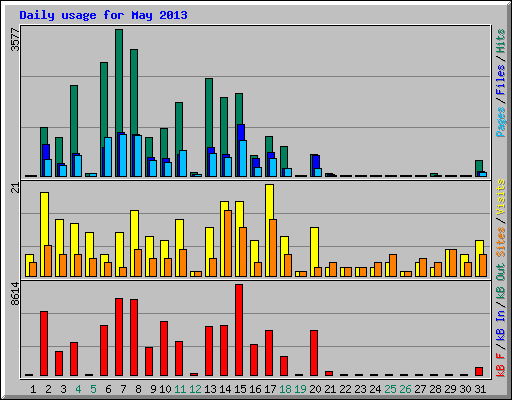 Daily usage for May 2013
3577
Pages / Files / Hits
21
Sites / Visits
8614
kB F / kB In / kB Out
1 2 3 4 5 6 7 8 9 10 11 12 13 14 15 16 17 18 19 20 21 22 23 24 25 26 27 28 29 30 31